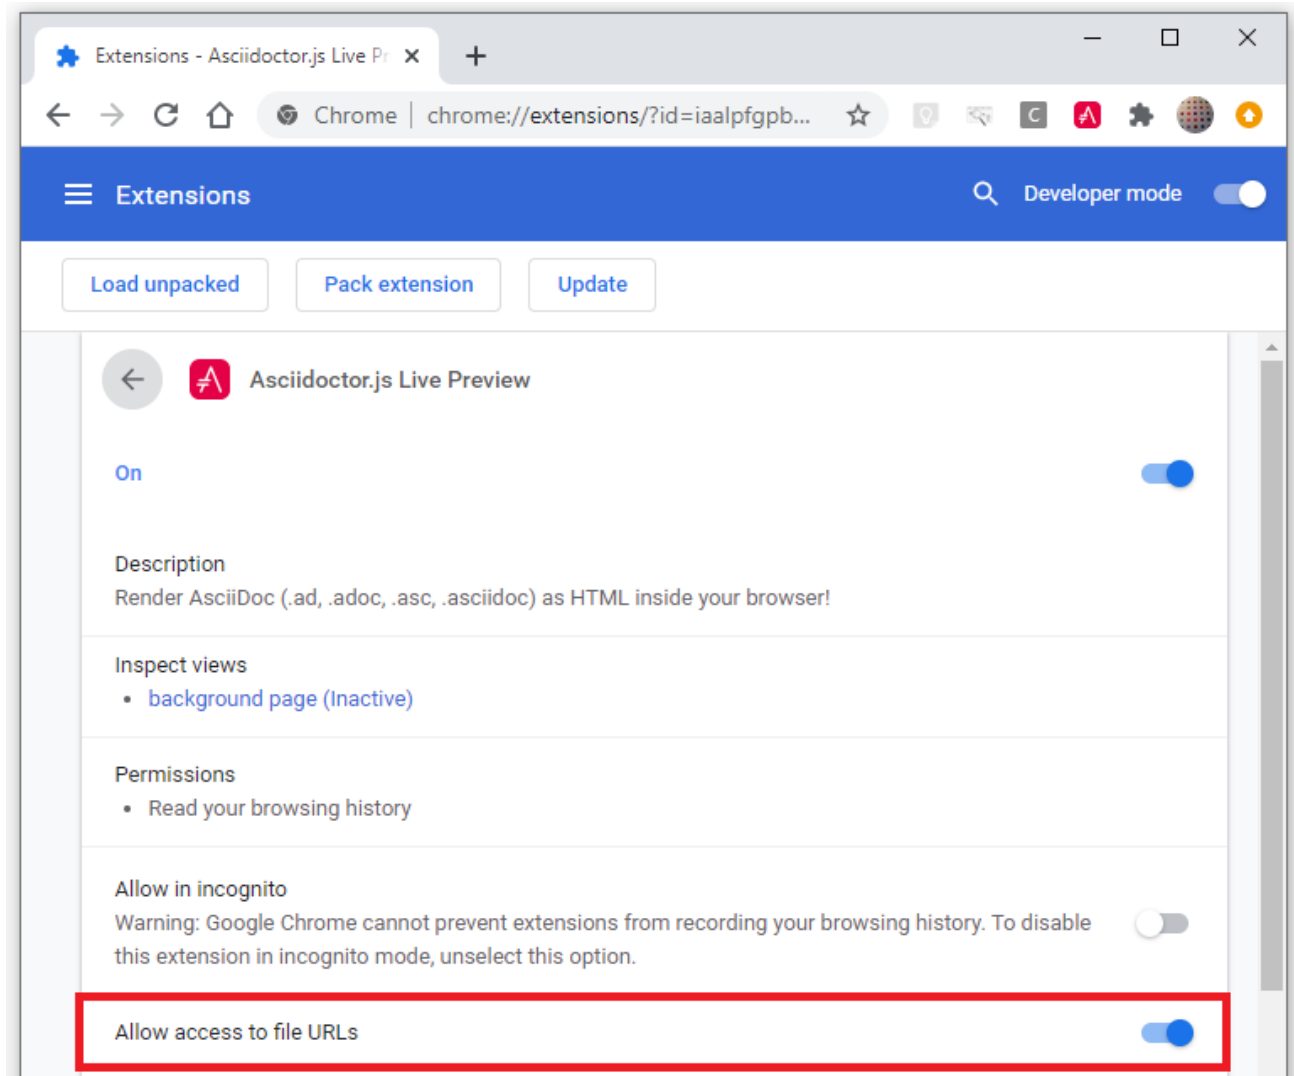 Extensions - Asciidoctor.js Live Pr
Chrome | chrome://extensions/?id=iaalpfgpb...
C
Extensions
Developer mode
Load unpacked
Pack extension
Update
Asciidoctor.js Live Preview
On
Description
Render AsciiDoc (.ad, .adoc, .asc, .asciidoc) as HTML inside your browser!
Inspect views
• background page (Inactive)
Permissions
• Read your browsing history
Allow in incognito
Warning: Google Chrome cannot prevent extensions from recording your browsing history. To disable
this extension in incognito mode, unselect this option.
Allow access to file URLs